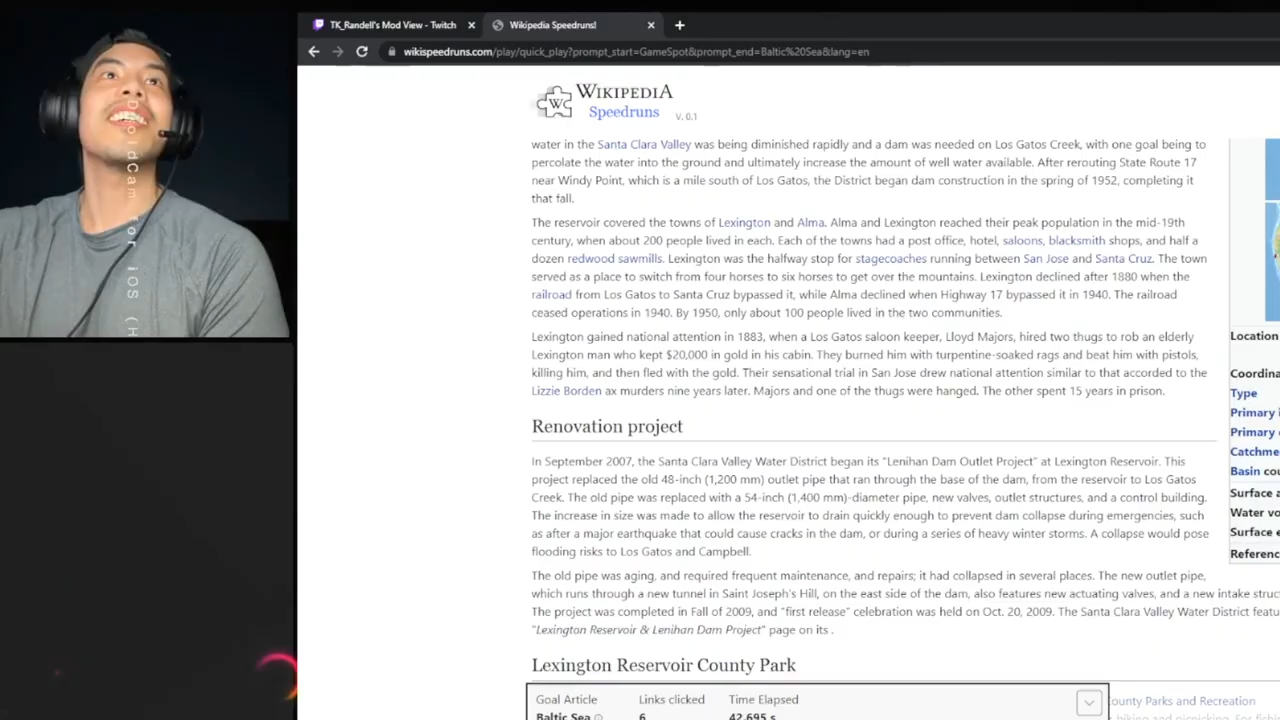 TK_Randell's Mod View - Twitch
Wikipedia Speedruns!
wikispeedruns.com/play/quick_play?prompt_start=GameSpot&prompt_end=Baltic%20Sea&lang=en
WIKIPEDIA
Speedruns
V. 0.1
water in the Santa Clara Valley was being diminished rapidly and a dam was needed on Los Gatos Creek, with one goal being to
percolate the water into the ground and ultimately increase the amount of well water available. After rerouting State Route 17
near Windy Point, which is a mile south of Los Gatos, the District began dam construction in the spring of 1952, completing it
that fall.
The reservoir covered the towns of Lexington and Alma. Alma and Lexington reached their peak population in the mid-19th
century, when about 200 people lived in each. Each of the towns had a post office, hotel, saloons, blacksmith shops, and half a
dozen redwood sawmills. Lexington was the halfway stop for stagecoaches running between San Jose and Santa Cruz. The town
served as a place to switch from four horses to six horses to get over the mountains. Lexington declined after 1880 when the
railroad from Los Gatos to Santa Cruz bypassed it, while Alma declined when Highway 17 bypassed it in 1940. The railroad
ceased operations in 1940. By 1950, only about 100 people lived in the two communities.
Lexington gained national attention in 1883, when a Los Gatos saloon keeper, Lloyd Majors, hired two thugs to rob an elderly
Lexington man who kept $20,000 in gold in his cabin. They burned him with turpentine-soaked rags and beat him with pistols,
killing him, and then fled with the gold. Their sensational trial in San Jose drew national attention similar to that accorded to the
Lizzie Borden ax murders nine years later. Majors and one of the thugs were hanged. The other spent 15 years in prison.
Renovation project
In September 2007, the Santa Clara Valley Water District began its "Lenihan Dam Outlet Project" at Lexington Reservoir. This
project replaced the old 48-inch (1,200 mm) outlet pipe that ran through the base of the dam, from the reservoir to Los Gatos
Creek. The old pipe was replaced with a 54-inch (1,400 mm)-diameter pipe, new valves, outlet structures, and a control building.
The increase in size was made to allow the reservoir to drain quickly enough to prevent dam collapse during emergencies, such
as after a major earthquake that could cause cracks in the dam, or during a series of heavy winter storms. A collapse would pose
flooding risks to Los Gatos and Campbell.
The old pipe was aging, and required frequent maintenance, and repairs; it had collapsed in several places. The new outlet pipe,
which runs through a new tunnel in Saint Joseph's Hill, on the east side of the dam, also features new actuating valves, and a new intake struc
The project was completed in Fall of 2009, and "first release" celebration was held on Oct. 20, 2009. The Santa Clara Valley Water District featu
"Lexington Reservoir & Lenihan Dam Project" page on its .
Lexington Reservoir County Park
Goal Article Links clicked Time Elapsed
Baltic Sea 6 42.695 s
ounty Parks and Recreation
Location
Coordina
Type
Primary i
Primary
Catchme
Basin cou
Surface a
Water vo
Surface e
Referenc
DroidCam for iOS (H